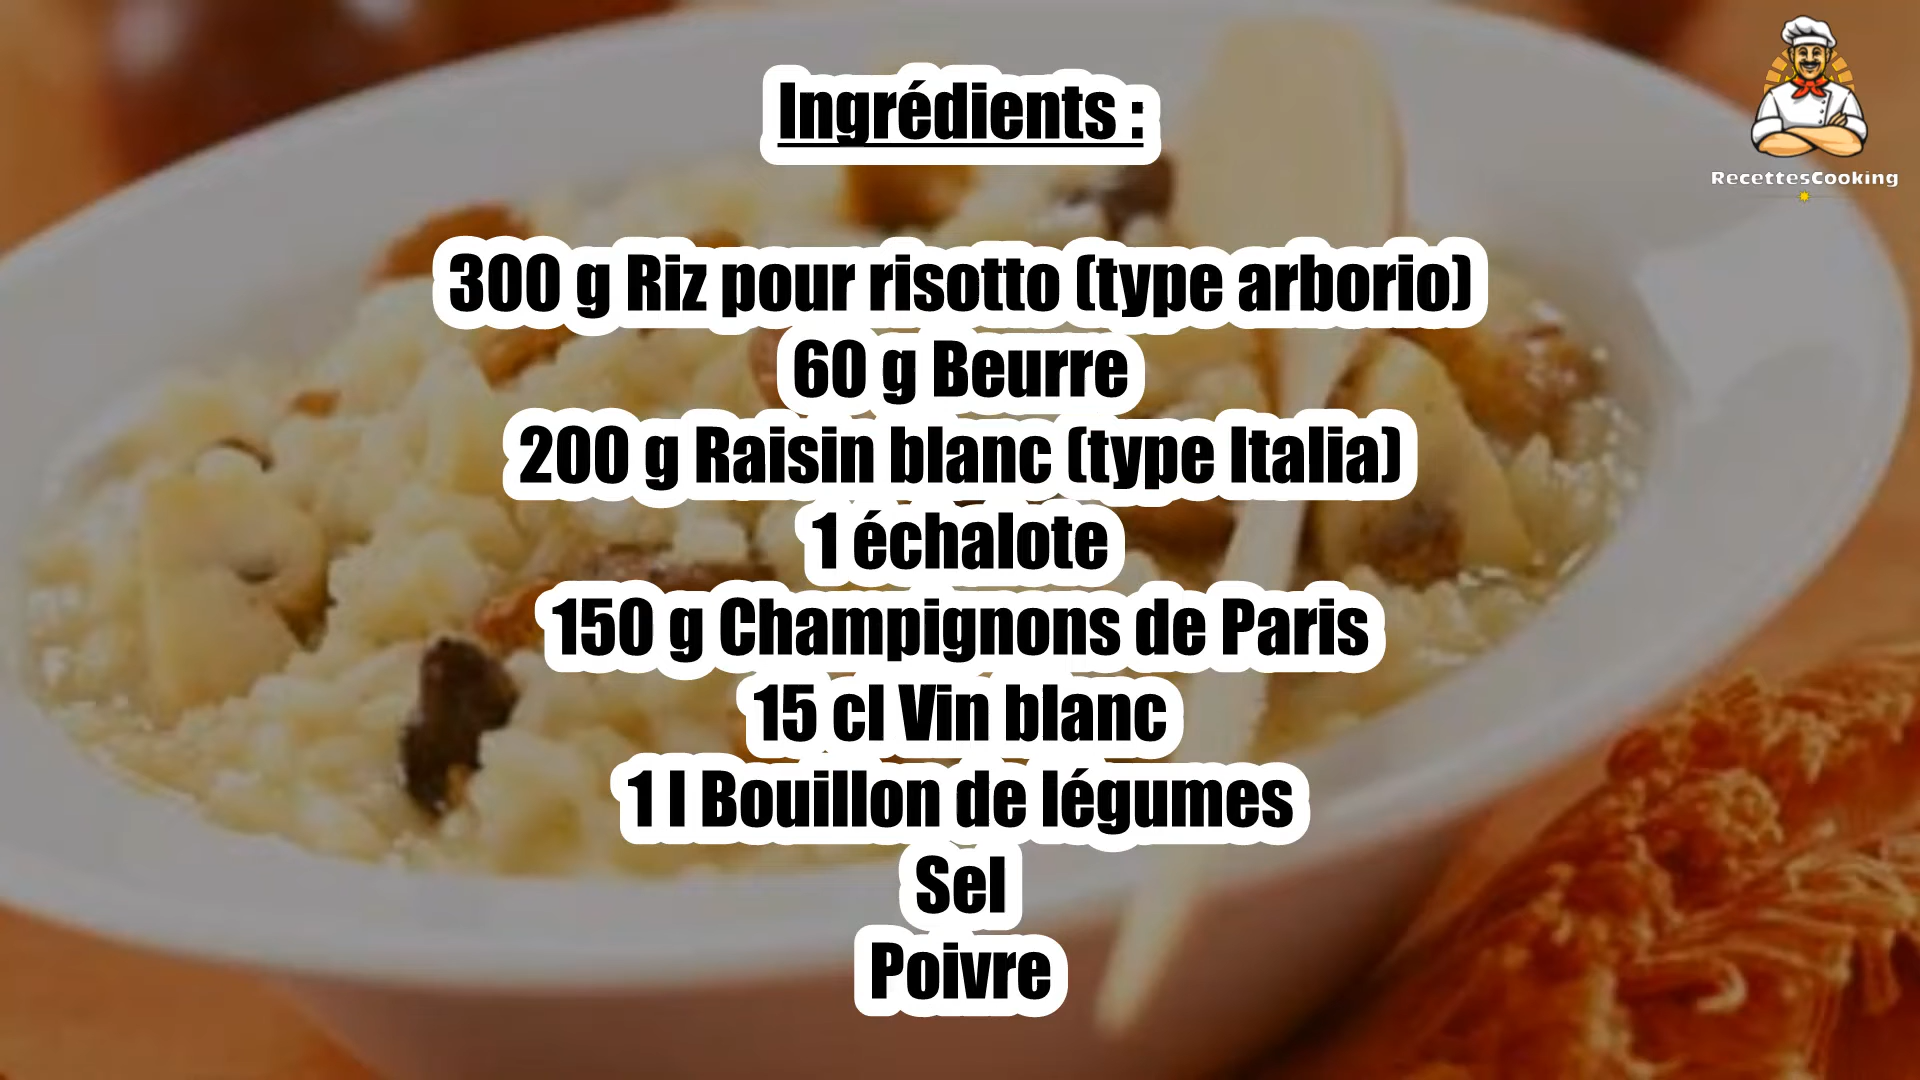 Ingrédients :
RecettesCooking
300 g Riz pour risotto (type arborio)
60 g Beurre
200 g Raisin blanc (type Italia)
1 échalote
150 g Champignons de Paris
15 cl Vin blanc
1 l Bouillon de légumes
Sel
Poivre